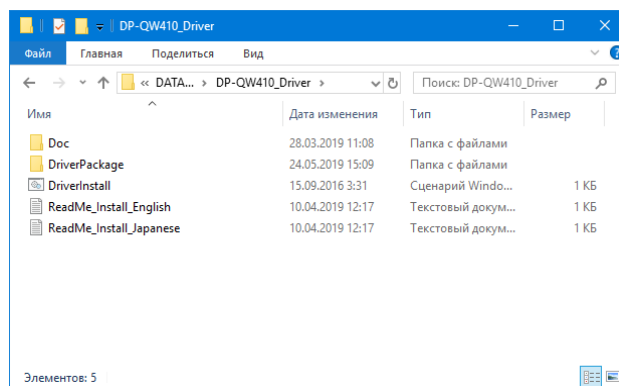 DP-QW410_Driver
Файл Главная Поделиться Вид
« DATA... › DP-QW410_Driver › Поиск: DP-QW410_Driver
Имя Дата изменения Тип Размер
Doc 28.03.2019 11:08 Папка с файлами
DriverPackage 24.05.2019 15:09 Папка с файлами
DriverInstall 15.09.2016 3:31 Сценарий Windo... 1 КБ
ReadMe_Install_English 10.04.2019 12:17 Текстовый докум... 1 КБ
ReadMe_Install_Japanese 10.04.2019 12:17 Текстовый докум... 1 КБ
Элементов: 5